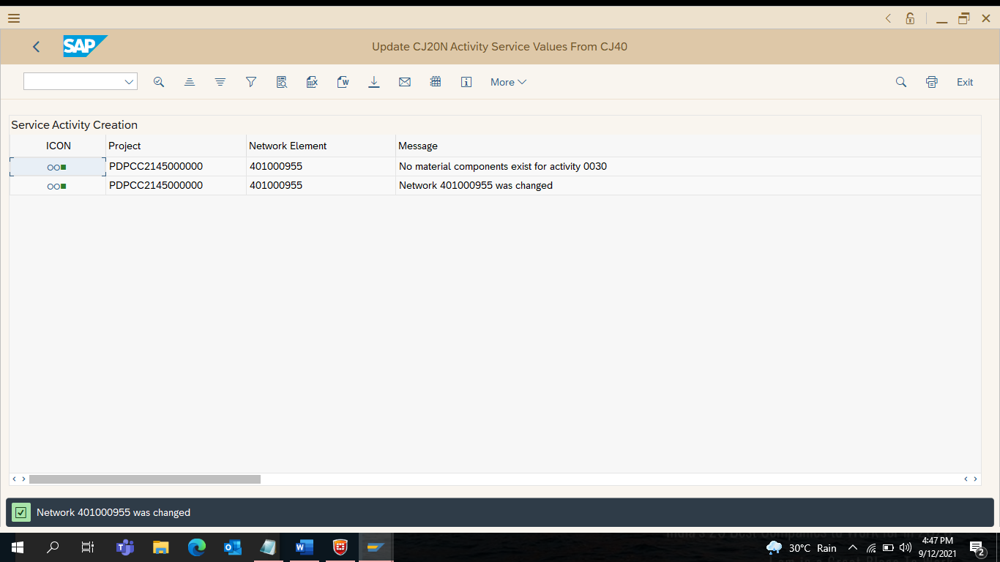 SAP
Update CJ20N Activity Service Values From CJ40
More
Exit
Service Activity Creation
ICON Project Network Element Message
PDPCC2145000000 401000955 No material components exist for activity 0030
PDPCC2145000000 401000955 Network 401000955 was changed
Network 401000955 was changed
30°C Rain
4:47 PM
9/12/2021
2